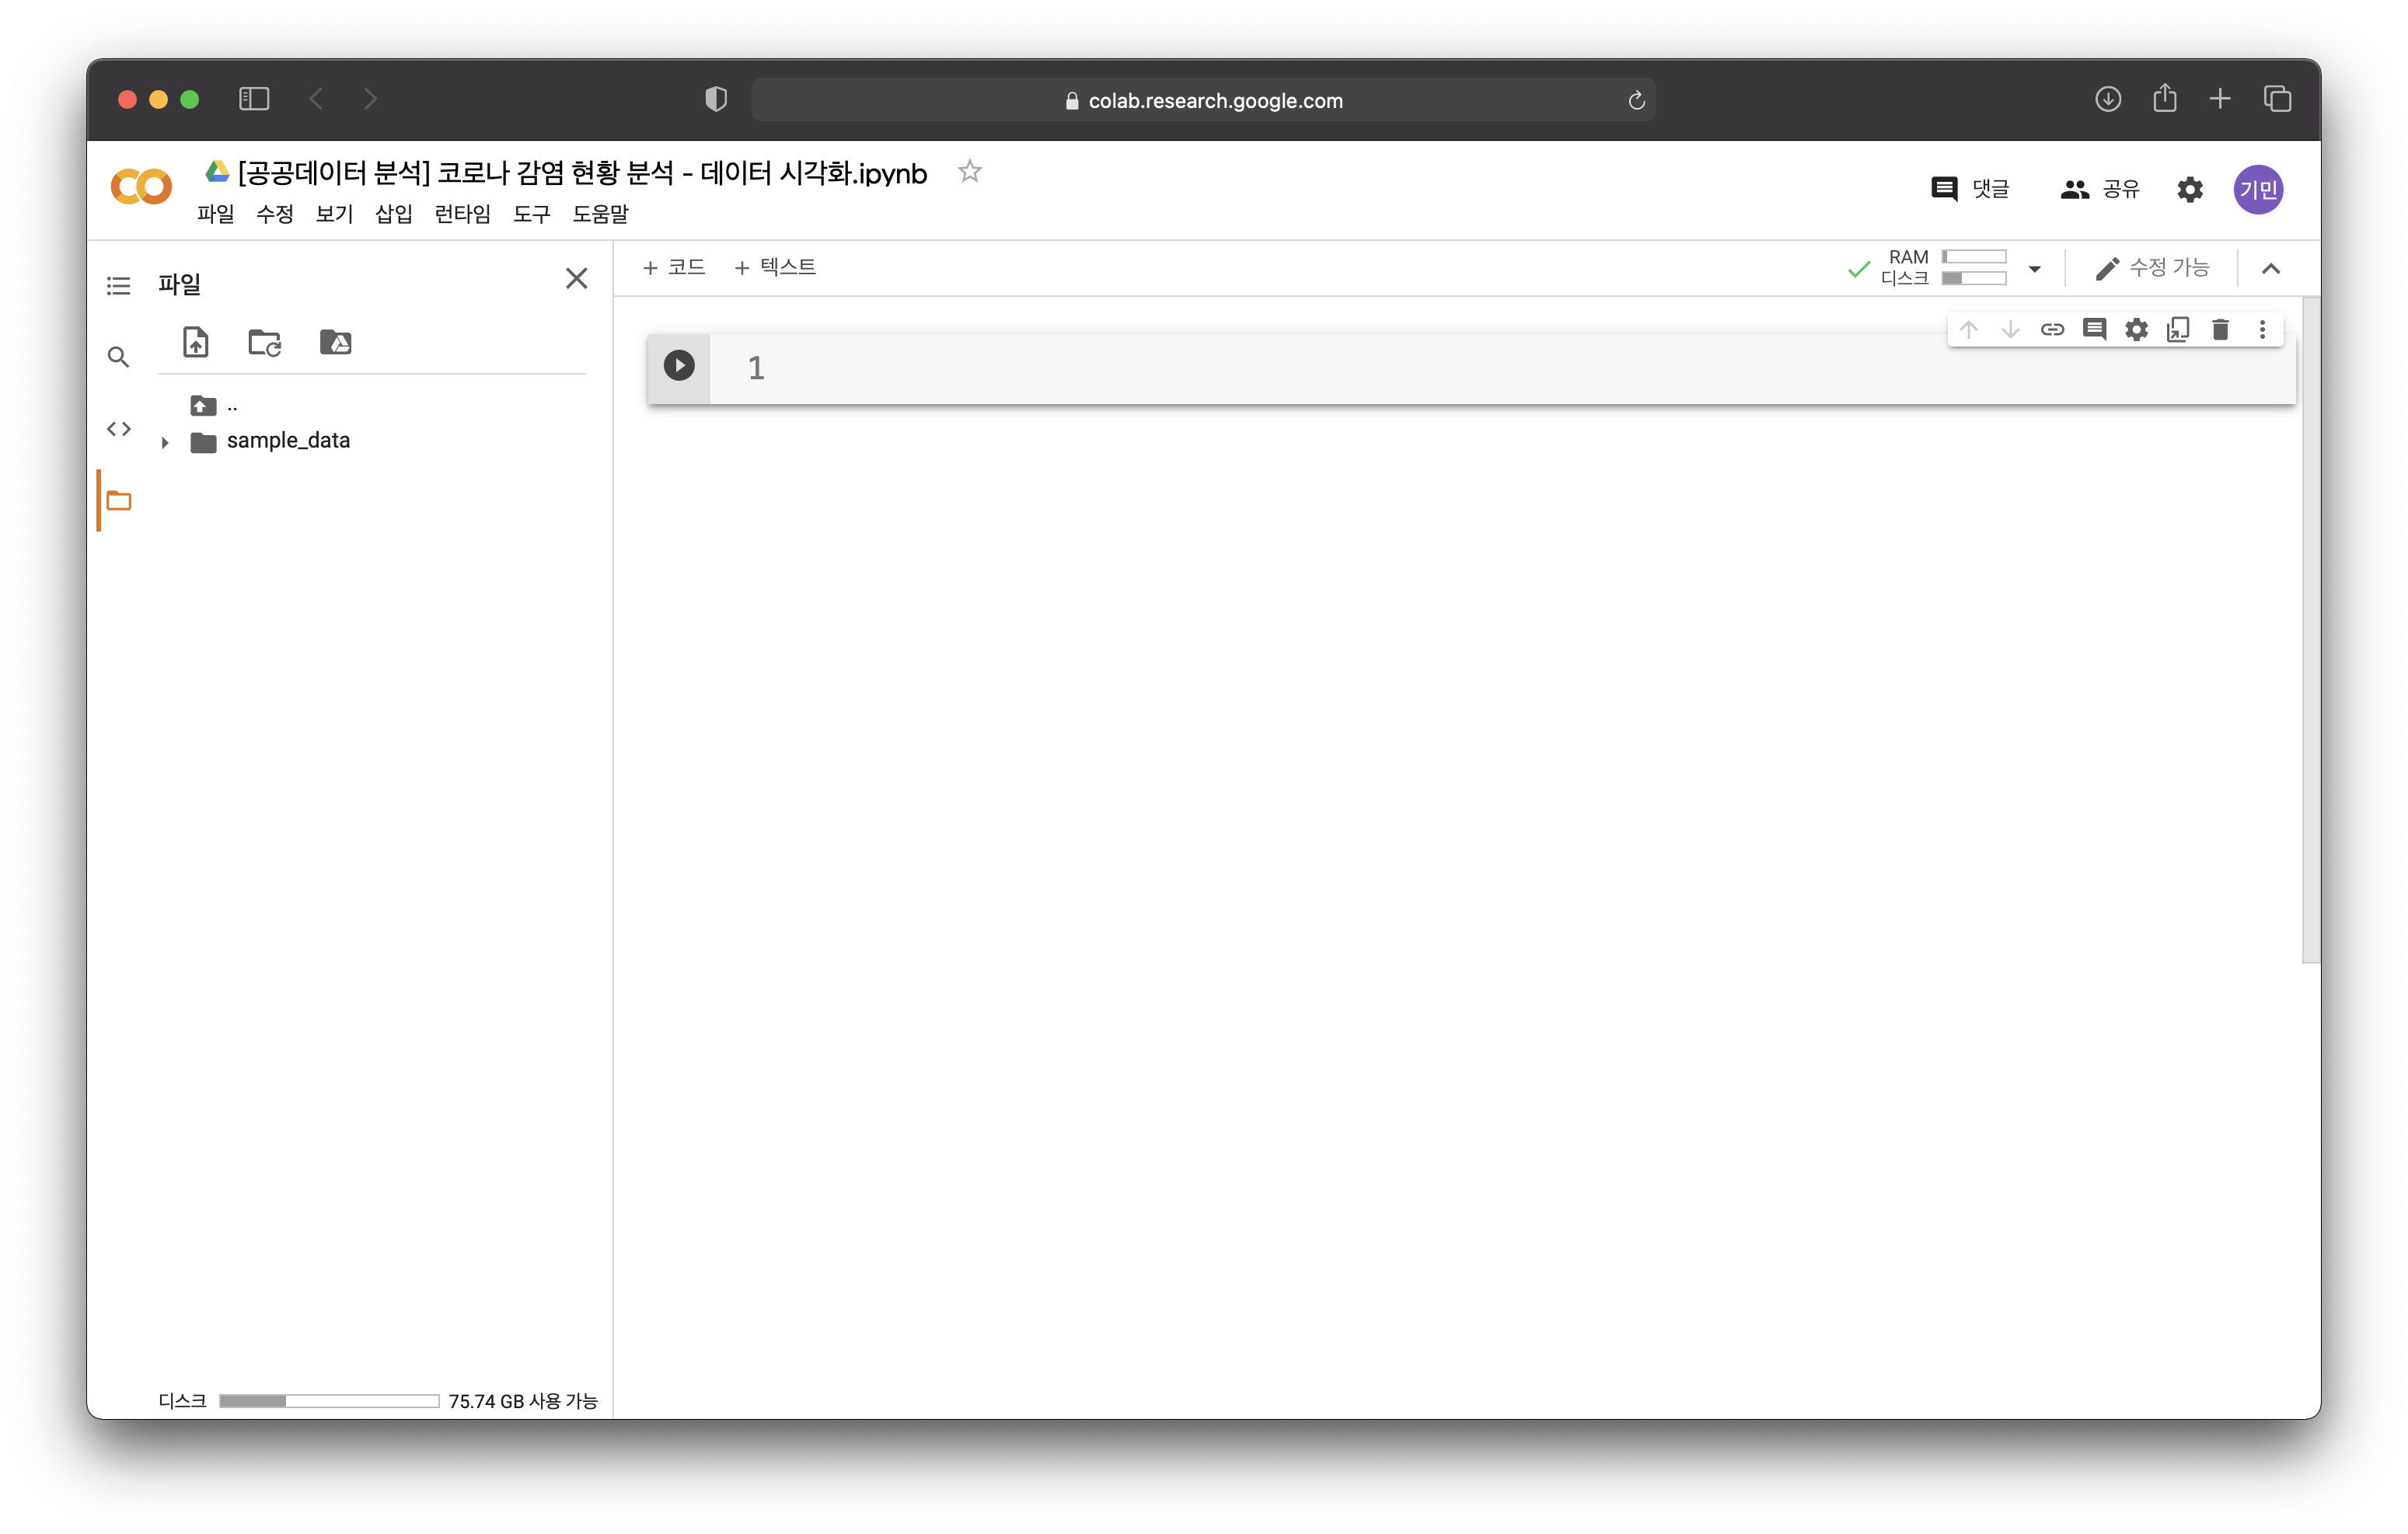 colab.research.google.com
[공공데이터 분석] 코로나 감염 현황 분석 - 데이터 시각화.ipynb
파일 수정 보기 삽입 런타임 도구 도움말
댓글 공유 기민
파일
+ 코드 + 텍스트
RAM
디스크
수정 가능
1
..
sample_data
디스크 75.74 GB 사용 가능